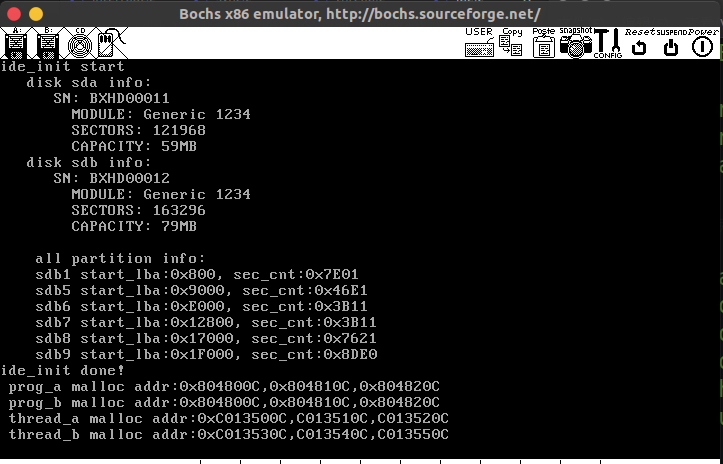 Bochs x86 emulator, http://bochs.sourceforge.net/
A: B: CD USER Copy Paste snapshot CONFIG Reset SUSPEND Power
ide_init start
disk sda info:
SN: BXHD00011
MODULE: Generic 1234
SECTORS: 121968
CAPACITY: 59MB
disk sdb info:
SN: BXHD00012
MODULE: Generic 1234
SECTORS: 163296
CAPACITY: 79MB
all partition info:
sdb1 start_lba:0x800, sec_cnt:0x7E01
sdb5 start_lba:0x9000, sec_cnt:0x46E1
sdb6 start_lba:0xE000, sec_cnt:0x3B11
sdb7 start_lba:0x12800, sec_cnt:0x3B11
sdb8 start_lba:0x17000, sec_cnt:0x7621
sdb9 start_lba:0x1F000, sec_cnt:0x8DE0
ide_init done!
prog_a malloc addr:0x804800C,0x804810C,0x804820C
prog_b malloc addr:0x804800C,0x804810C,0x804820C
thread_a malloc addr:0xC013500C,C013510C,C013520C
thread_b malloc addr:0xC013530C,C013540C,C013550C